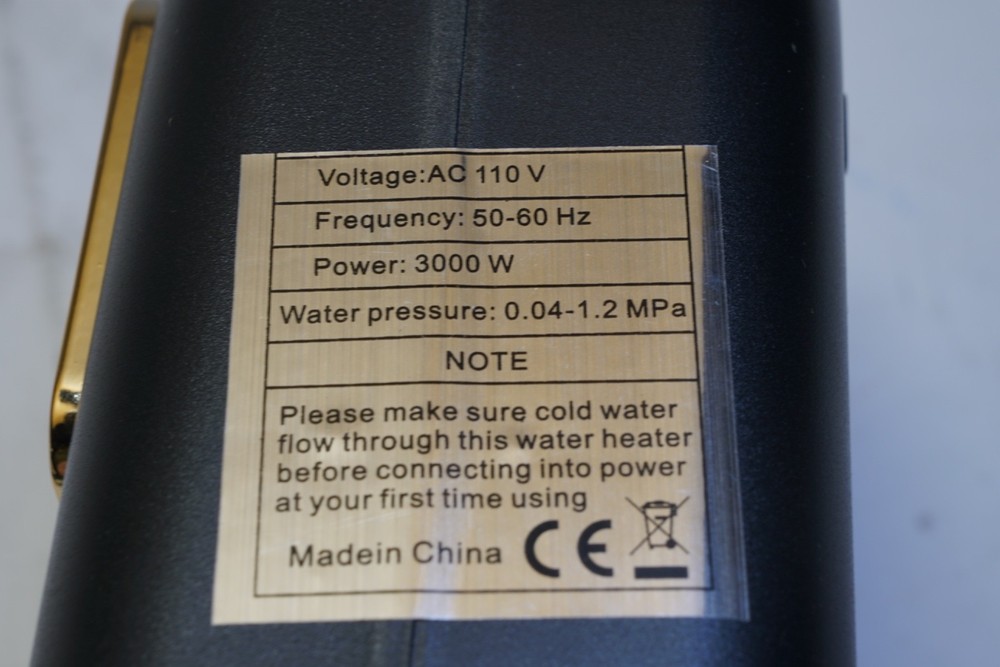 Voltage:AC 110 V
Frequency: 50-60 Hz
Power: 3000 W
Water pressure: 0.04-1.2 MPa
NOTE
Please make sure cold water
flow through this water heater
before connecting into power
at your first time using
Madein China CE